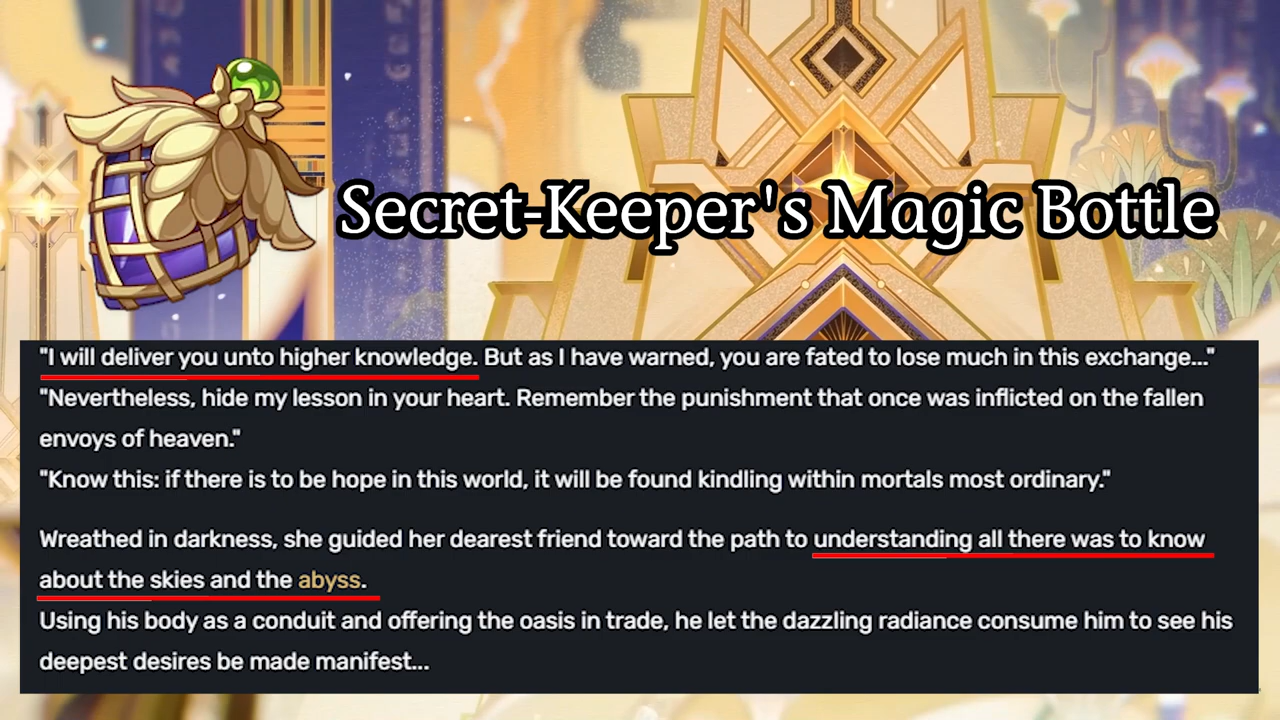 Secret-Keeper's Magic Bottle
"I will deliver you unto higher knowledge. But as I have warned, you are fated to lose much in this exchange..."
"Nevertheless, hide my lesson in your heart. Remember the punishment that once was inflicted on the fallen
envoys of heaven."
"Know this: if there is to be hope in this world, it will be found kindling within mortals most ordinary."
Wreathed in darkness, she guided her dearest friend toward the path to understanding all there was to know
about the skies and the abyss.
Using his body as a conduit and offering the oasis in trade, he let the dazzling radiance consume him to see his
deepest desires be made manifest...